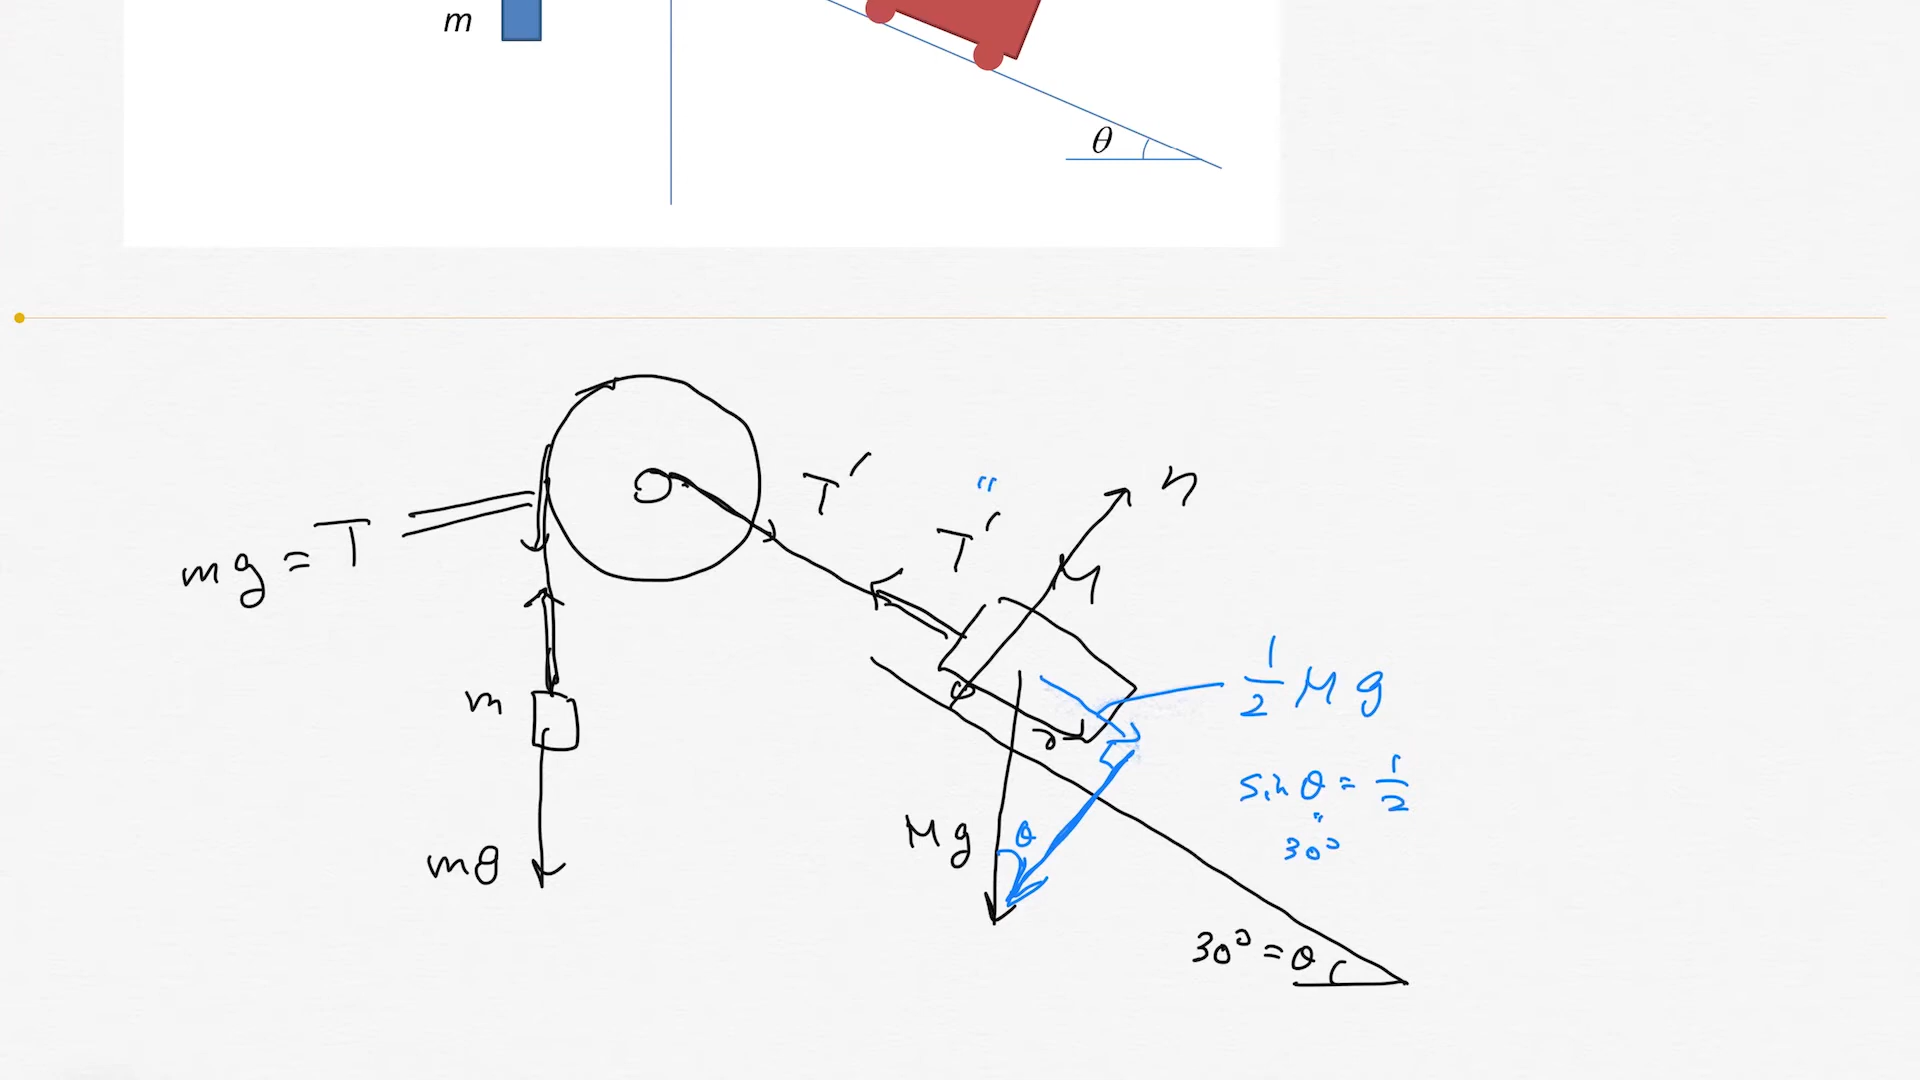 m
θ
T′
η
〃
T′
mg = T
M
1/2 Mg
m
sin θ = 1/2
Mg
θ
〃
30°
mg
30° = θ